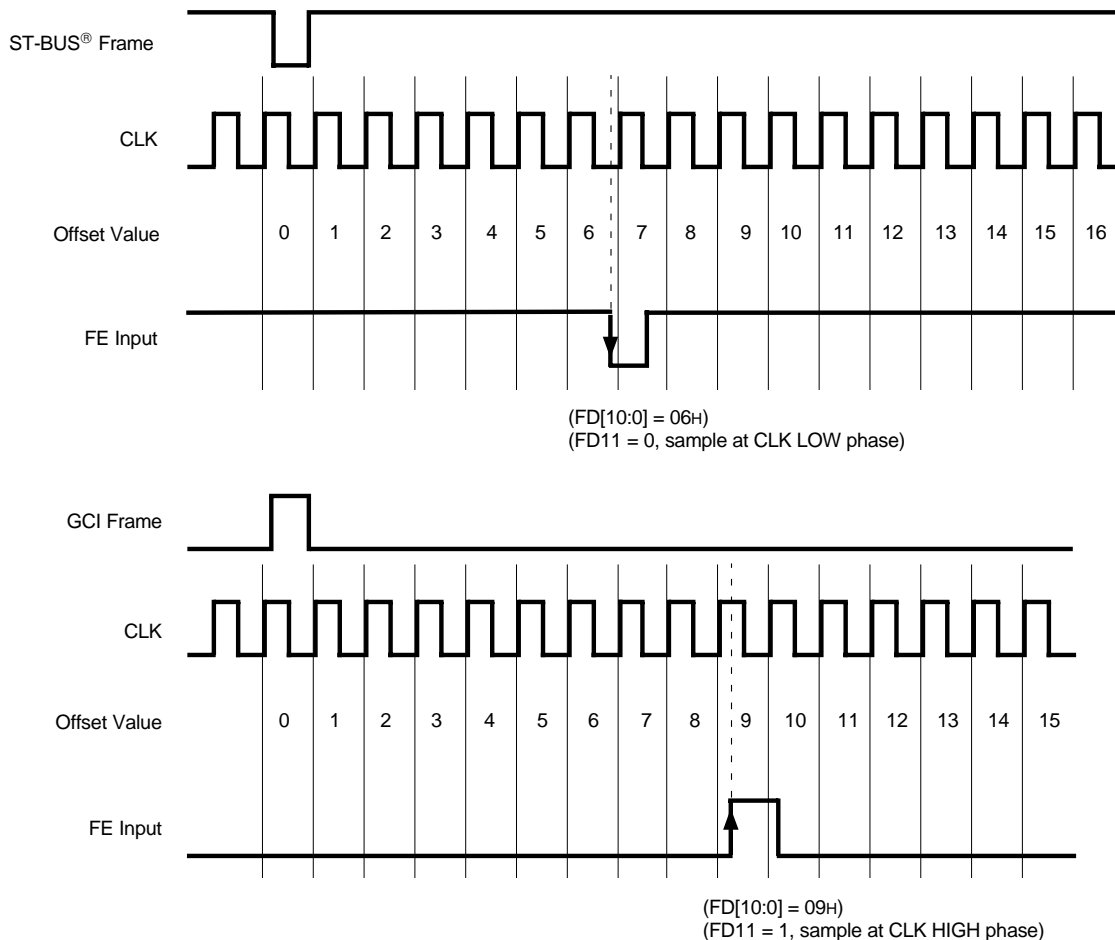 ST-BUS® Frame
CLK
Offset Value 0 1 2 3 4 5 6 7 8 9 10 11 12 13 14 15 16
FE Input
(FD[10:0] = 06H)
(FD11 = 0, sample at CLK LOW phase)
GCI Frame
CLK
Offset Value 0 1 2 3 4 5 6 7 8 9 10 11 12 13 14 15
FE Input
(FD[10:0] = 09H)
(FD11 = 1, sample at CLK HIGH phase)